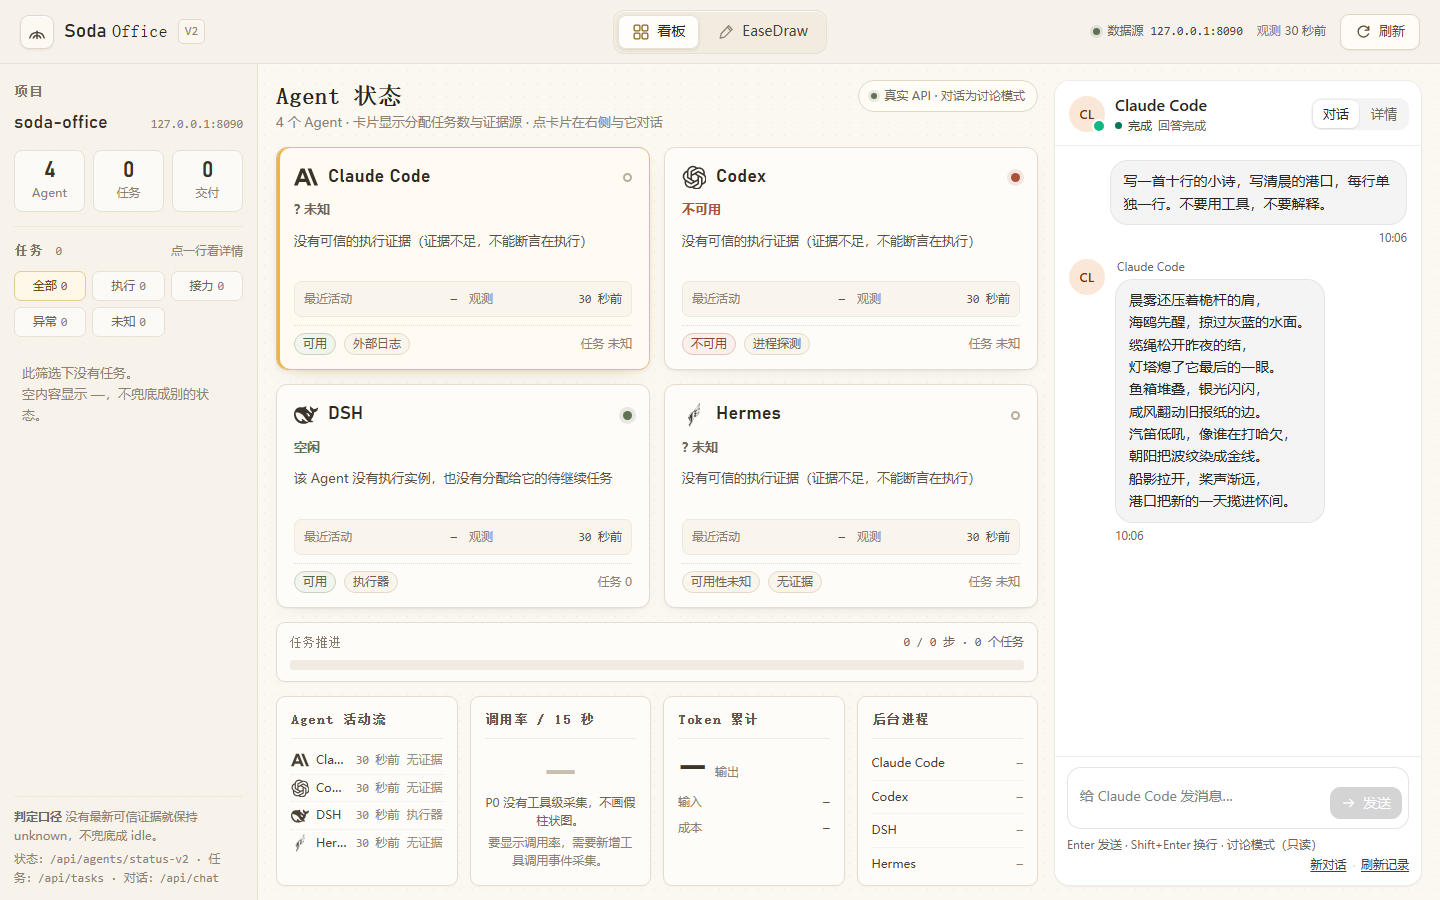 Soda Office V2
看板
EaseDraw
数据源 127.0.0.1:8090 观测 30 秒前
刷新
项目
soda-office 127.0.0.1:8090
4 0 0
Agent 任务 交付
任务 0 点一行看详情
全部 0 执行 0 接力 0
异常 0 未知 0
此筛选下没有任务。
空内容显示 —，不兜底成别的状
态。
判定口径 没有最新可信证据就保持
unknown，不兜底成 idle。
状态: /api/agents/status-v2 · 任
务: /api/tasks · 对话: /api/chat
Agent 状态
4 个 Agent · 卡片显示分配任务数与证据源 · 点卡片在右侧与它对话
真实 API · 对话为讨论模式
Claude Code
? 未知
没有可信的执行证据（证据不足，不能断言在执行）
最近活动 — 观测 30 秒前
可用 外部日志 任务 未知
Codex
不可用
没有可信的执行证据（证据不足，不能断言在执行）
最近活动 — 观测 30 秒前
不可用 进程探测 任务 未知
DSH
空闲
该 Agent 没有执行实例，也没有分配给它的待继续任务
最近活动 — 观测 30 秒前
可用 执行器 任务 0
Hermes
? 未知
没有可信的执行证据（证据不足，不能断言在执行）
最近活动 — 观测 30 秒前
可用性未知 无证据 任务 未知
任务推进 0 / 0 步 · 0 个任务
Agent 活动流
Cla... 30 秒前 无证据
Co... 30 秒前 无证据
DSH 30 秒前 执行器
Her... 30 秒前 无证据
调用率 / 15 秒
—
P0 没有工具级采集，不画假
柱状图。
要显示调用率，需要新增工
具调用事件采集。
Token 累计
— 输出
输入 —
成本 —
后台进程
Claude Code —
Codex —
DSH —
Hermes —
CL
Claude Code
完成 回答完成
对话 详情
写一首十行的小诗，写清晨的港口，每行单
独一行。不要用工具，不要解释。
10:06
CL
Claude Code
晨雾还压着桅杆的肩，
海鸥先醒，掠过灰蓝的水面。
缆绳松开昨夜的结，
灯塔熄了它最后的一眼。
鱼箱堆叠，银光闪闪，
咸风翻动旧报纸的边。
汽笛低吼，像谁在打哈欠，
朝阳把波纹染成金线。
船影拉开，桨声渐远，
港口把新的一天揽进怀间。
10:06
给 Claude Code 发消息...
发送
Enter 发送 · Shift+Enter 换行 · 讨论模式（只读）
新对话 · 刷新记录